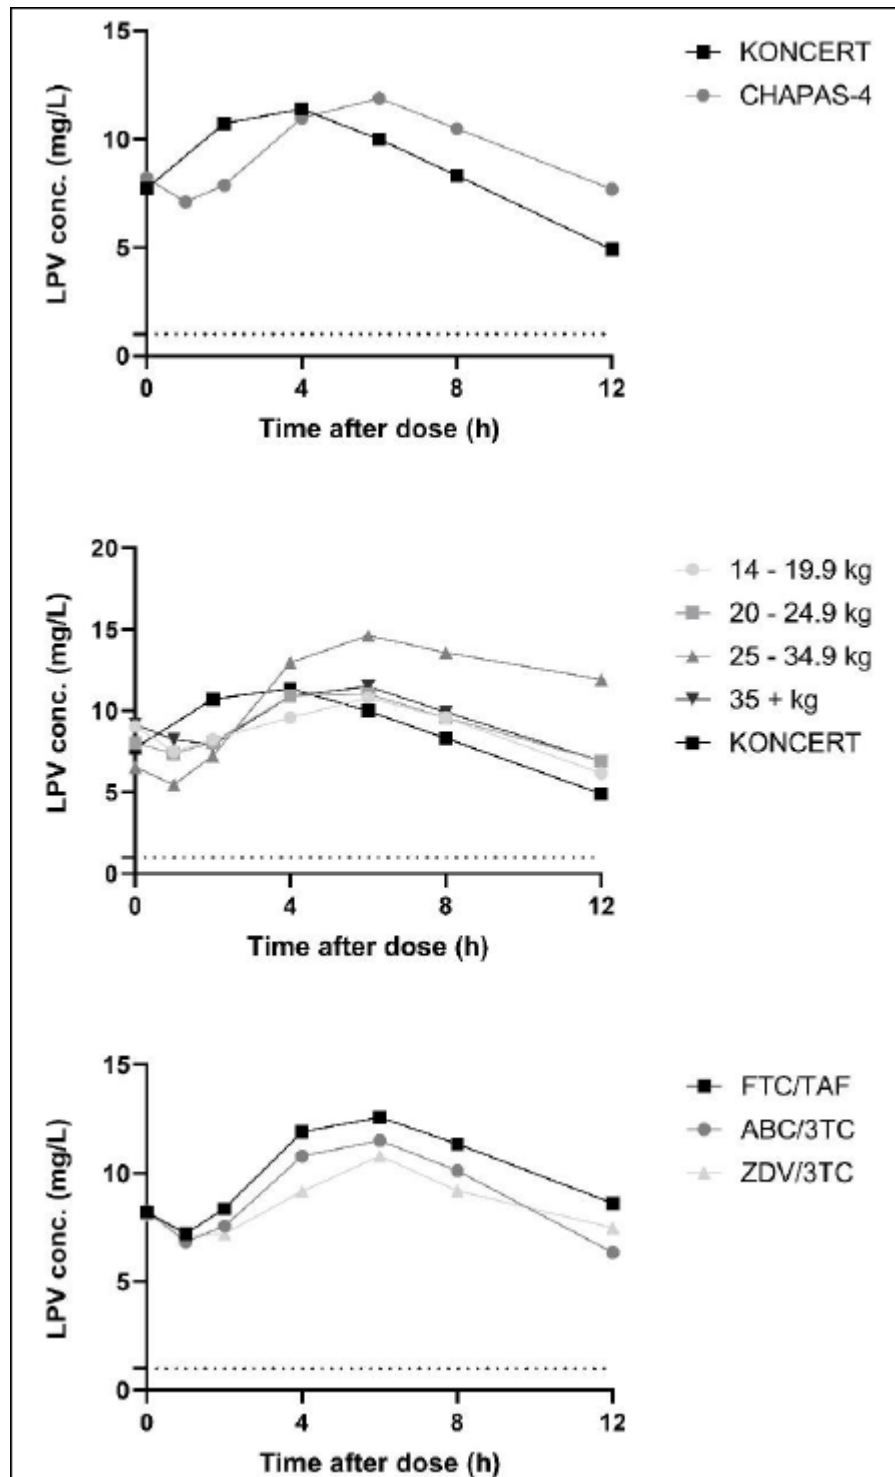 15
10
5
0
LPV conc. (mg/L)
0 4 8 12
Time after dose (h)
KONCERT
CHAPAS-4
20
15
10
5
0
LPV conc. (mg/L)
0 4 8 12
Time after dose (h)
14 - 19.9 kg
20 - 24.9 kg
25 - 34.9 kg
35 + kg
KONCERT
15
10
5
0
LPV conc. (mg/L)
0 4 8 12
Time after dose (h)
FTC/TAF
ABC/3TC
ZDV/3TC